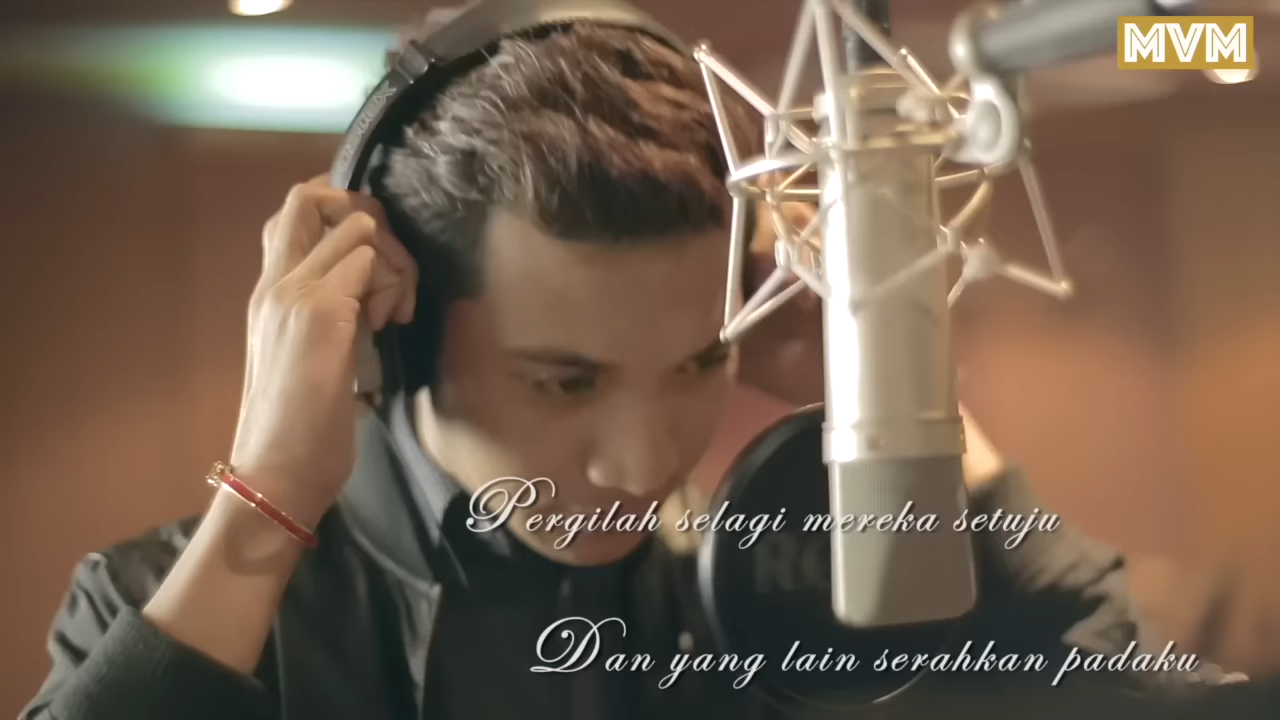 MVM
Pergilah selagi mereka setuju
Dan yang lain serahkan padaku